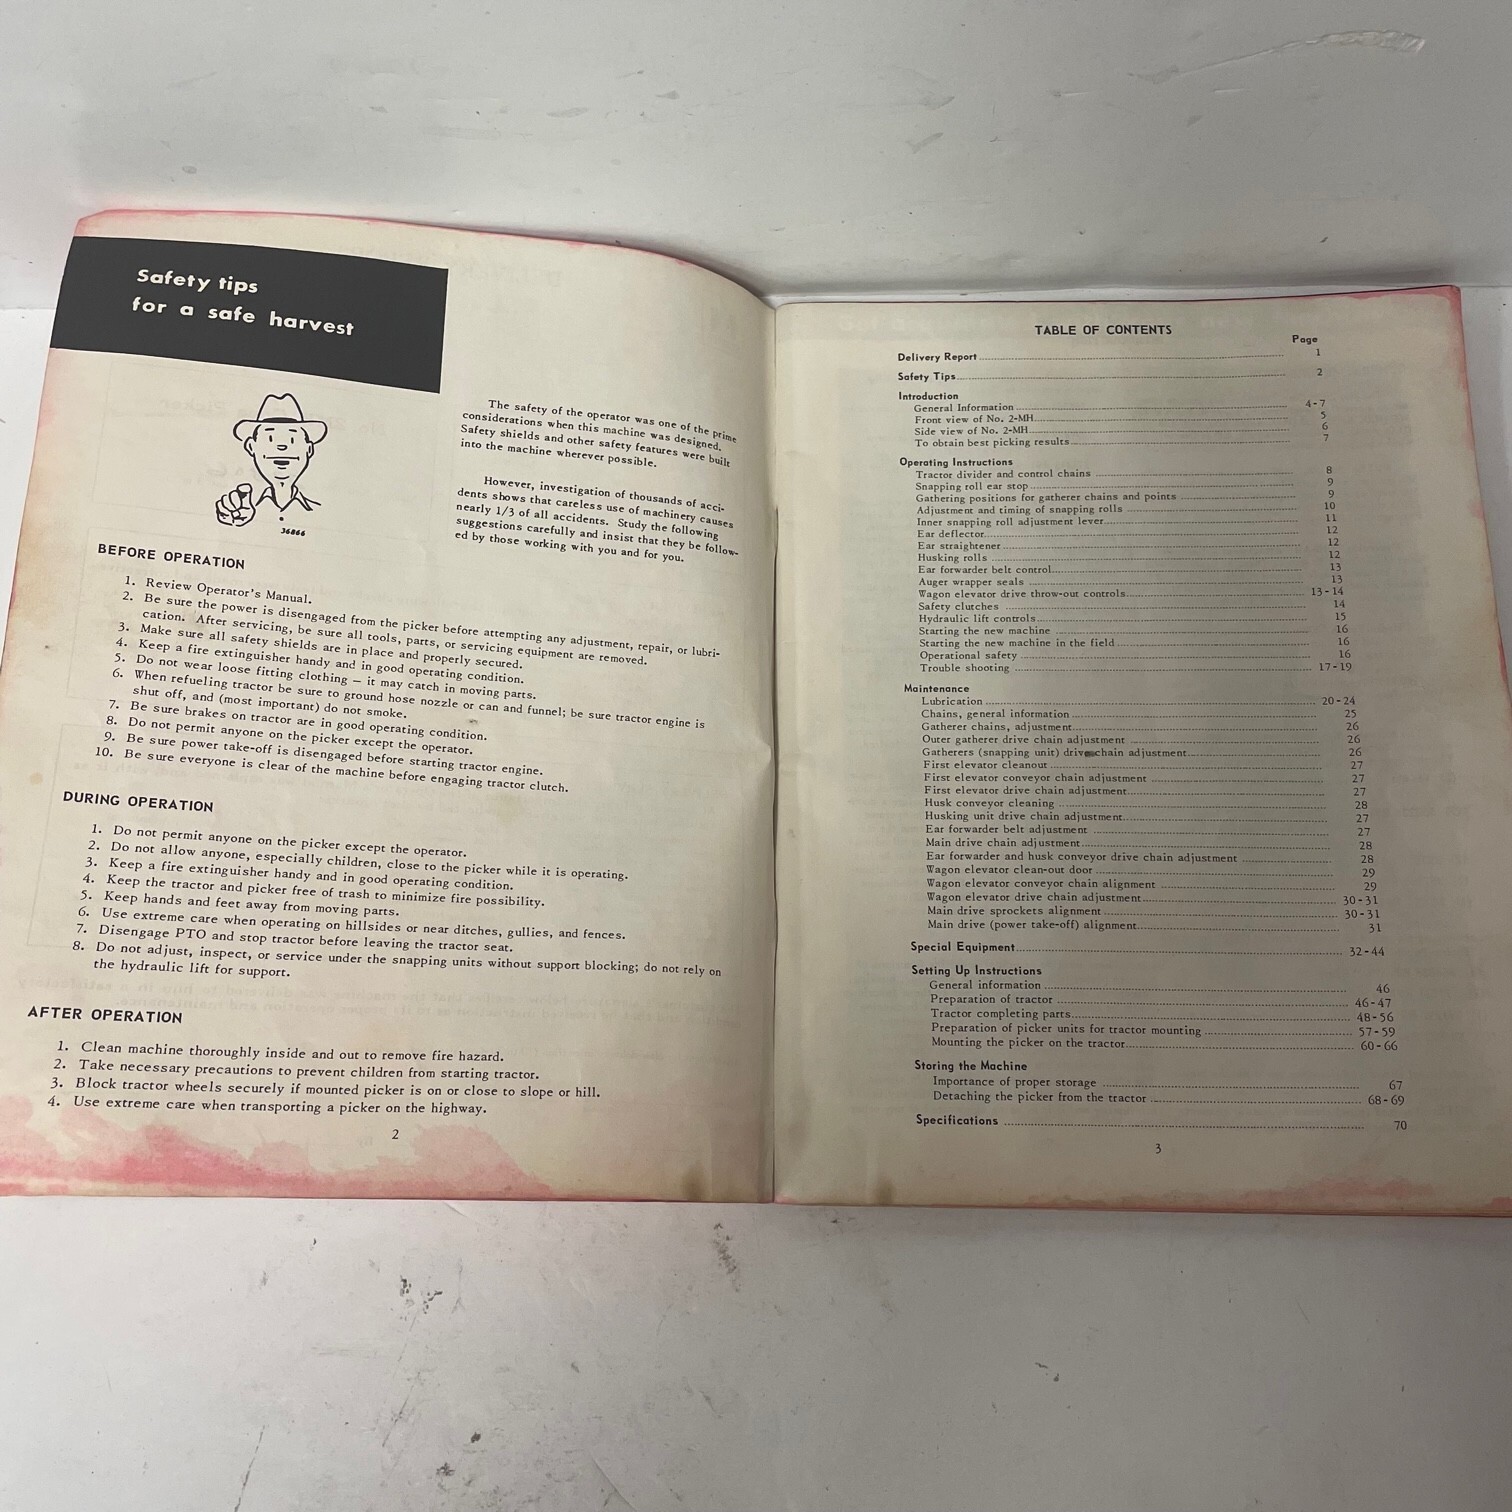 Safety tips
for a safe harvest
36866
The safety of the operator was one of the prime
considerations when this machine was designed.
Safety shields and other safety features were built
into the machine wherever possible.
However, investigation of thousands of acci-
dents shows that careless use of machinery causes
nearly 1/3 of all accidents. Study the following
suggestions carefully and insist that they be follow-
ed by those working with you and for you.
BEFORE OPERATION
1. Review Operator's Manual.
2. Be sure the power is disengaged from the picker before attempting any adjustment, repair, or lubri-
cation. After servicing, be sure all tools, parts, or servicing equipment are removed.
3. Make sure all safety shields are in place and properly secured.
4. Keep a fire extinguisher handy and in good operating condition.
5. Do not wear loose fitting clothing — it may catch in moving parts.
6. When refueling tractor be sure to ground hose nozzle or can and funnel; be sure tractor engine is
shut off, and (most important) do not smoke.
7. Be sure brakes on tractor are in good operating condition.
8. Do not permit anyone on the picker except the operator.
9. Be sure power take-off is disengaged before starting tractor engine.
10. Be sure everyone is clear of the machine before engaging tractor clutch.
DURING OPERATION
1. Do not permit anyone on the picker except the operator.
2. Do not allow anyone, especially children, close to the picker while it is operating.
3. Keep a fire extinguisher handy and in good operating condition.
4. Keep the tractor and picker free of trash to minimize fire possibility.
5. Keep hands and feet away from moving parts.
6. Use extreme care when operating on hillsides or near ditches, gullies, and fences.
7. Disengage PTO and stop tractor before leaving the tractor seat.
8. Do not adjust, inspect, or service under the snapping units without support blocking; do not rely on
the hydraulic lift for support.
AFTER OPERATION
1. Clean machine thoroughly inside and out to remove fire hazard.
2. Take necessary precautions to prevent children from starting tractor.
3. Block tractor wheels securely if mounted picker is on or close to slope or hill.
4. Use extreme care when transporting a picker on the highway.
2
TABLE OF CONTENTS
Page
Delivery Report 1
Safety Tips 2
Introduction
General Information 4-7
Front view of No. 2-MH 5
Side view of No. 2-MH 6
To obtain best picking results 7
Operating Instructions
Tractor divider and control chains 8
Snapping roll ear stop 9
Gathering positions for gatherer chains and points 9
Adjustment and timing of snapping rolls 10
Inner snapping roll adjustment lever 11
Ear deflector 12
Ear straightener 12
Husking rolls 12
Ear forwarder belt control 13
Auger wrapper seals 13
Wagon elevator drive throw-out controls 13-14
Safety clutches 14
Hydraulic lift controls 15
Starting the new machine 16
Starting the new machine in the field 16
Operational safety 16
Trouble shooting 17-19
Maintenance
Lubrication 20-24
Chains, general information 25
Gatherer chains, adjustment 26
Outer gatherer drive chain adjustment 26
Gatherers (snapping unit) drive chain adjustment 26
First elevator cleanout 27
First elevator conveyor chain adjustment 27
First elevator drive chain adjustment 27
Husk conveyor cleaning 28
Husking unit drive chain adjustment 27
Ear forwarder belt adjustment 27
Main drive chain adjustment 28
Ear forwarder and husk conveyor drive chain adjustment 28
Wagon elevator clean-out door 29
Wagon elevator conveyor chain alignment 29
Wagon elevator drive chain adjustment 30-31
Main drive sprockets alignment 30-31
Main drive (power take-off) alignment 31
Special Equipment 32-44
Setting Up Instructions
General information 46
Preparation of tractor 46-47
Tractor completing parts 48-56
Preparation of picker units for tractor mounting 57-59
Mounting the picker on the tractor 60-66
Storing the Machine
Importance of proper storage 67
Detaching the picker from the tractor 68-69
Specifications 70
3